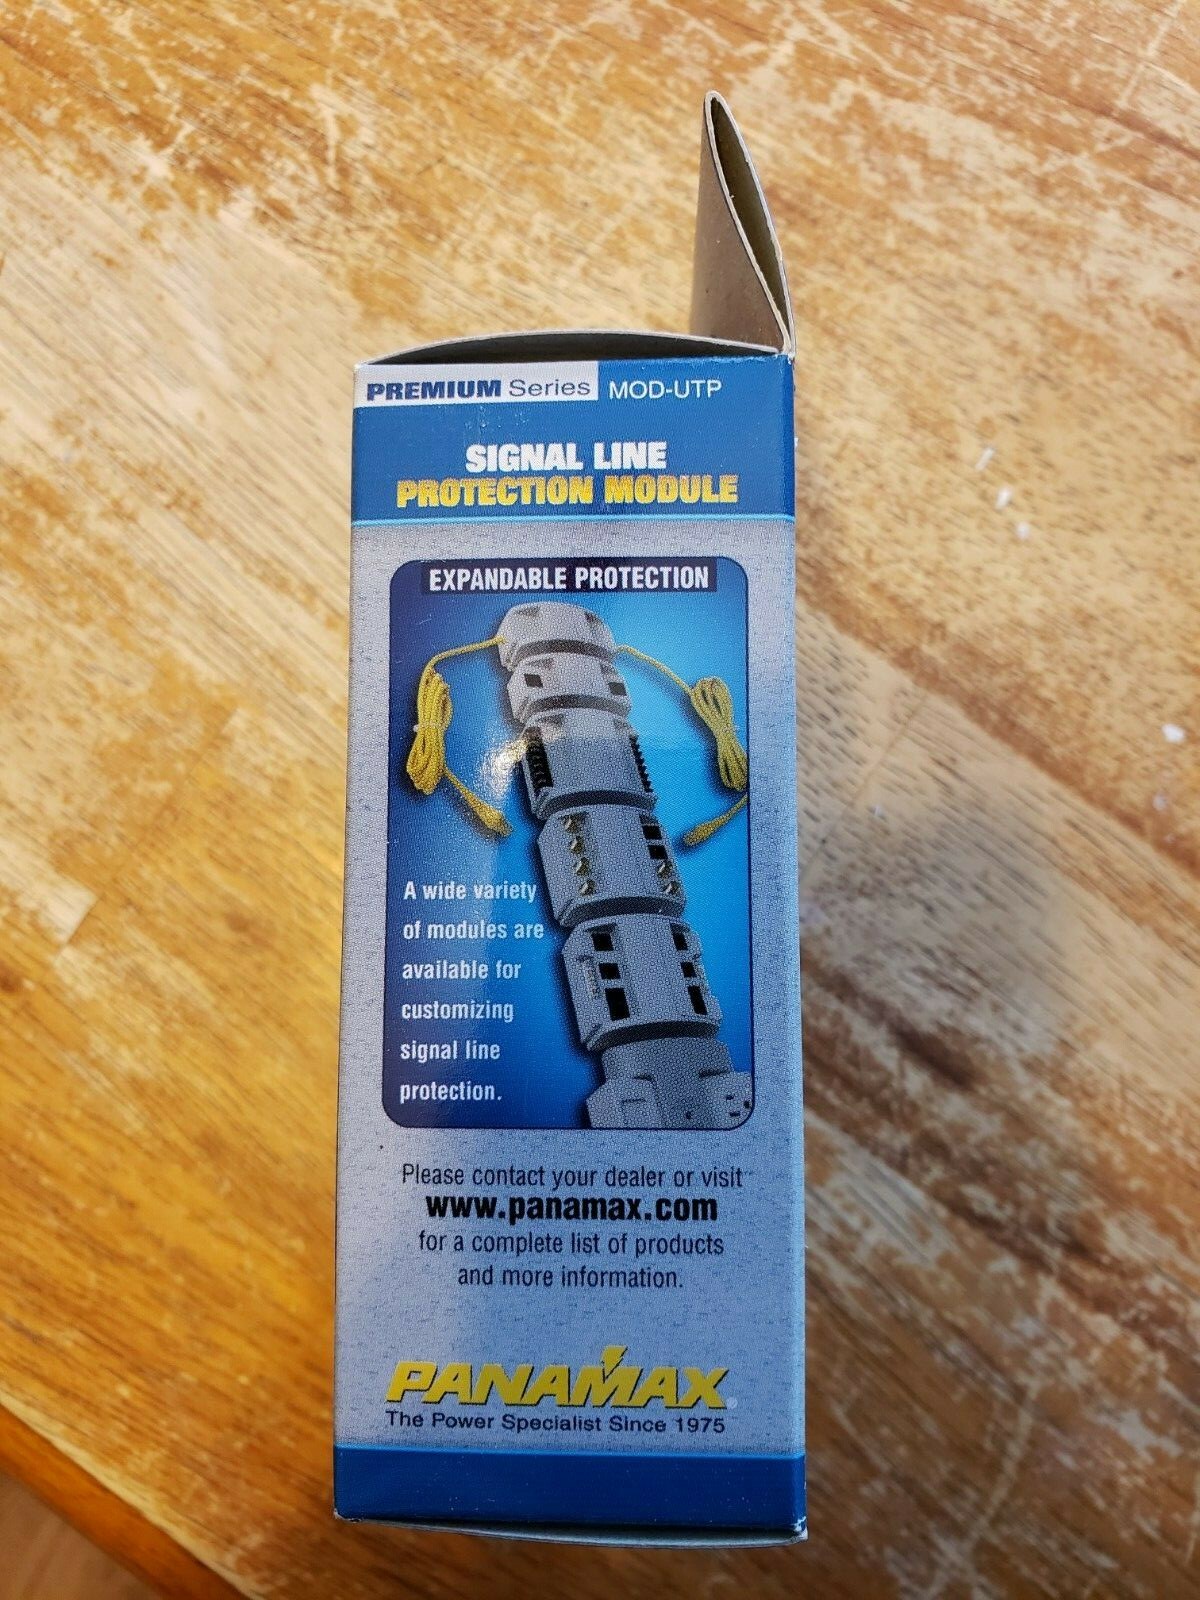 PREMIUM Series MOD-UTP
SIGNAL LINE
PROTECTION MODULE
EXPANDABLE PROTECTION
A wide variety
of modules are
available for
customizing
signal line
protection.
Please contact your dealer or visit
www.panamax.com
for a complete list of products
and more information.
PANAMAX®
The Power Specialist Since 1975